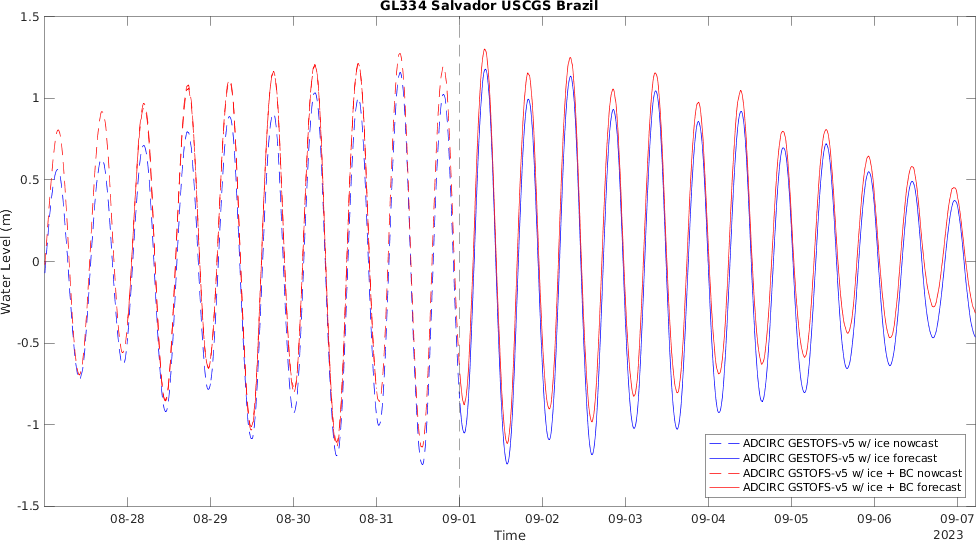 GL334 Salvador USCGS Brazil
1.5
1
0.5
0
-0.5
-1
-1.5
Water Level (m)
ADCIRC GESTOFS-v5 w/ ice nowcast
ADCIRC GESTOFS-v5 w/ ice forecast
ADCIRC GSTOFS-v5 w/ ice + BC nowcast
ADCIRC GSTOFS-v5 w/ ice + BC forecast
08-28 08-29 08-30 08-31 09-01 09-02 09-03 09-04 09-05 09-06 09-07
Time 2023